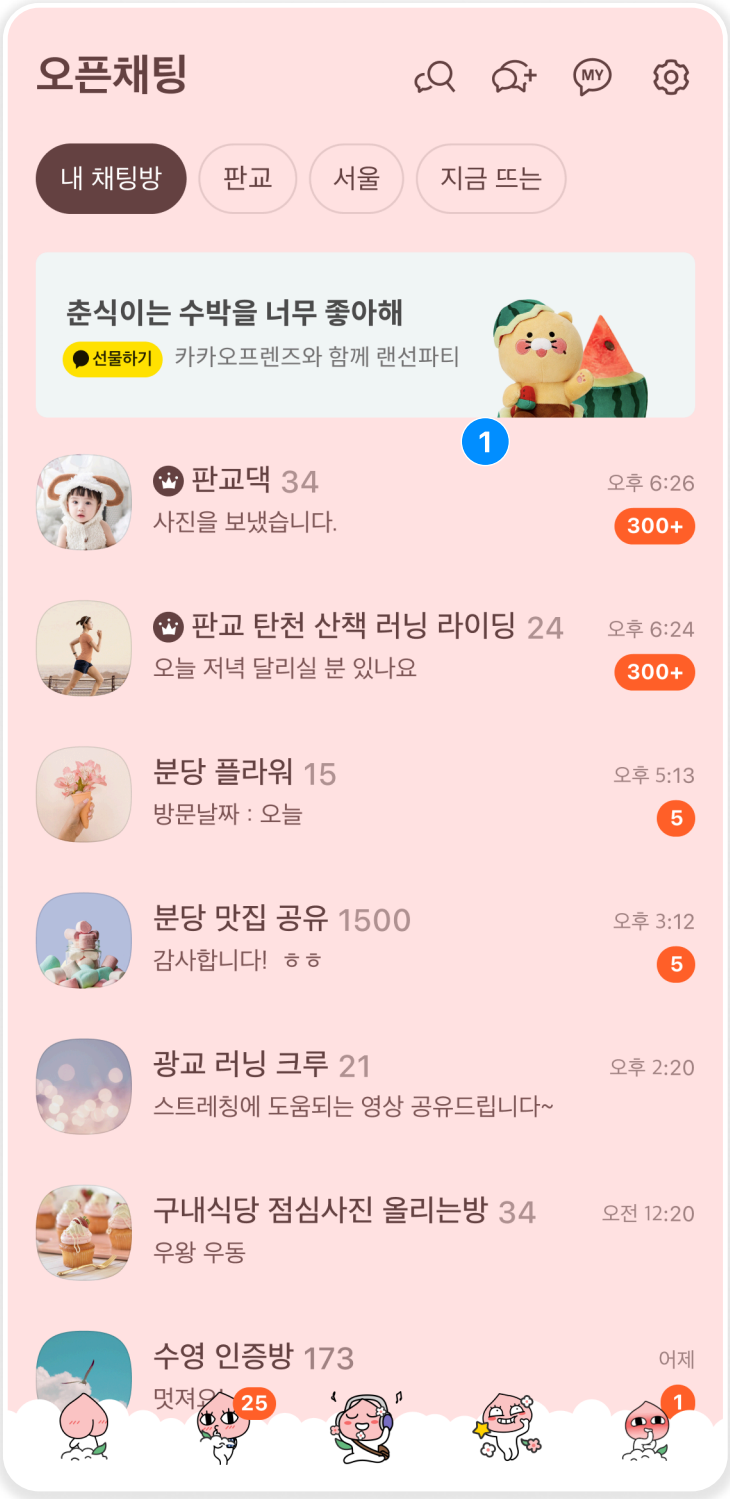 오픈채팅
MY
내 채팅방 판교 서울 지금 뜨는
춘식이는 수박을 너무 좋아해
선물하기 카카오프렌즈와 함께 랜선파티
1
판교댁 34 오후 6:26
사진을 보냈습니다. 300+
판교 탄천 산책 러닝 라이딩 24 오후 6:24
오늘 저녁 달리실 분 있나요 300+
분당 플라워 15 오후 5:13
방문날짜 : 오늘 5
분당 맛집 공유 1500 오후 3:12
감사합니다! ㅎㅎ 5
광교 러닝 크루 21 오후 2:20
스트레칭에 도움되는 영상 공유드립니다~
구내식당 점심사진 올리는방 34 오전 12:20
우왕 우동
수영 인증방 173 어제
멋져요! 25 1